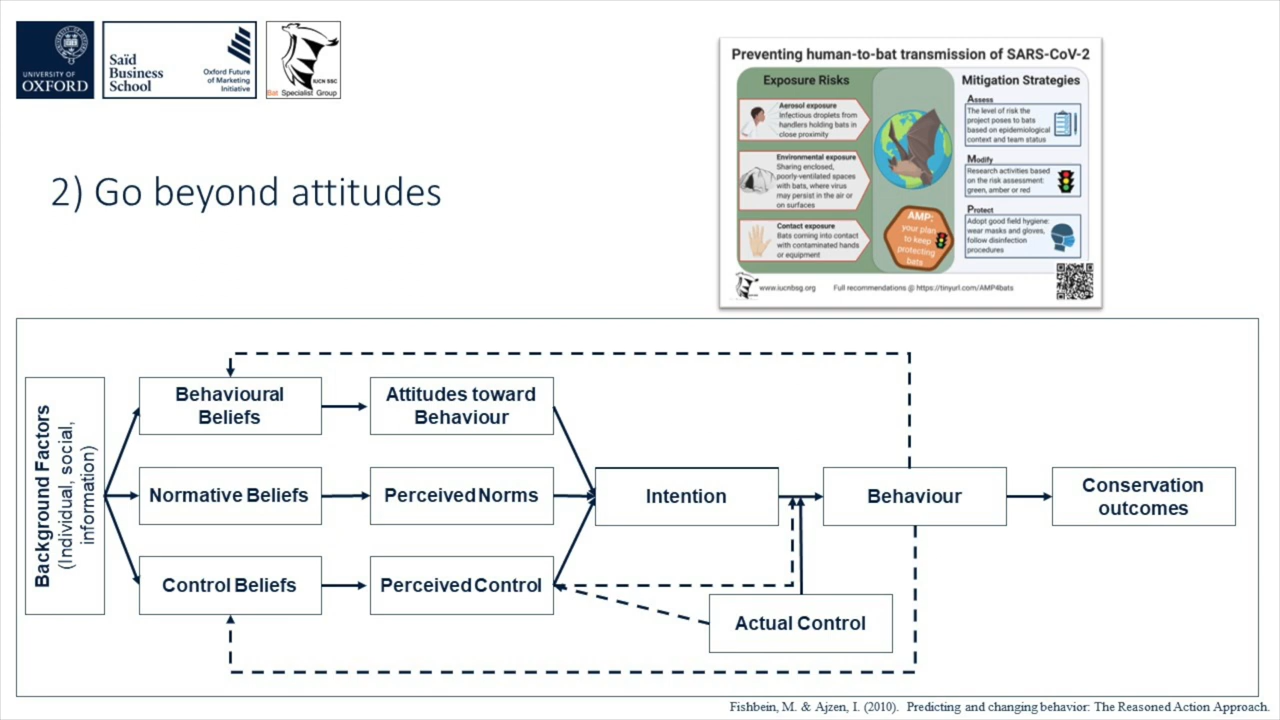 UNIVERSITY OF
OXFORD
Saïd
Business
School
Oxford Future
of Marketing
Initiative
IUCN SSC
Bat Specialist Group
2) Go beyond attitudes
Preventing human-to-bat transmission of SARS-CoV-2
Exposure Risks
Aerosol exposure
Infectious droplets from
handlers holding bats in
close proximity
Environmental exposure
Sharing enclosed,
poorly-ventilated spaces
with bats, where virus
may persist in the air or
on surfaces
Contact exposure
Bats coming into contact
with contaminated hands
or equipment
AMP:
your plan
to keep
protecting
bats
Mitigation Strategies
Assess
The level of risk the
project poses to bats
based on epidemiological
context and team status
Modify
Research activities based
on the risk assessment:
green, amber or red
Protect
Adopt good field hygiene:
wear masks and gloves,
follow disinfection
procedures
www.iucnbsg.org
Full recommendations @ https://tinyurl.com/AMP4bats
Background Factors
(Individual, social,
information)
Behavioural
Beliefs
Attitudes toward
Behaviour
Normative Beliefs
Perceived Norms
Intention
Behaviour
Conservation
outcomes
Control Beliefs
Perceived Control
Actual Control
Fishbein, M. & Ajzen, I. (2010). Predicting and changing behavior: The Reasoned Action Approach.